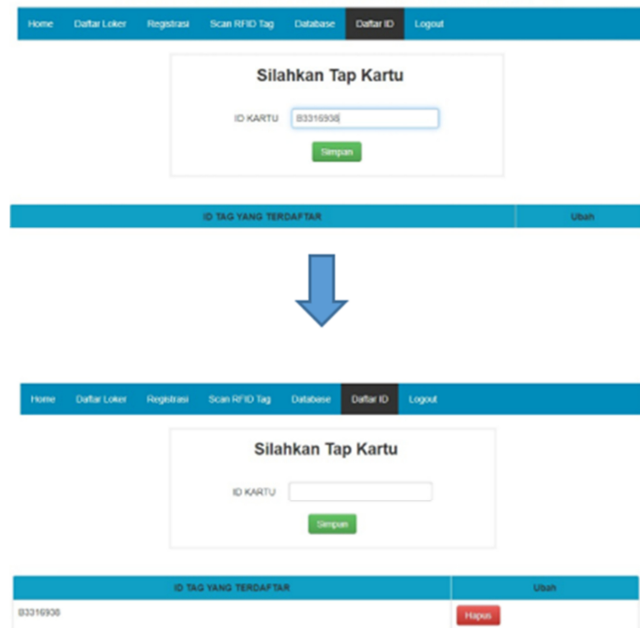 Home Daftar Loker Registrasi Scan RFID Tag Database Daftar ID Logout
Silahkan Tap Kartu
ID KARTU B3316938
Simpan
ID TAG YANG TERDAFTAR Ubah
Home Daftar Loker Registrasi Scan RFID Tag Database Daftar ID Logout
Silahkan Tap Kartu
ID KARTU
Simpan
ID TAG YANG TERDAFTAR Ubah
B3316938 Hapus